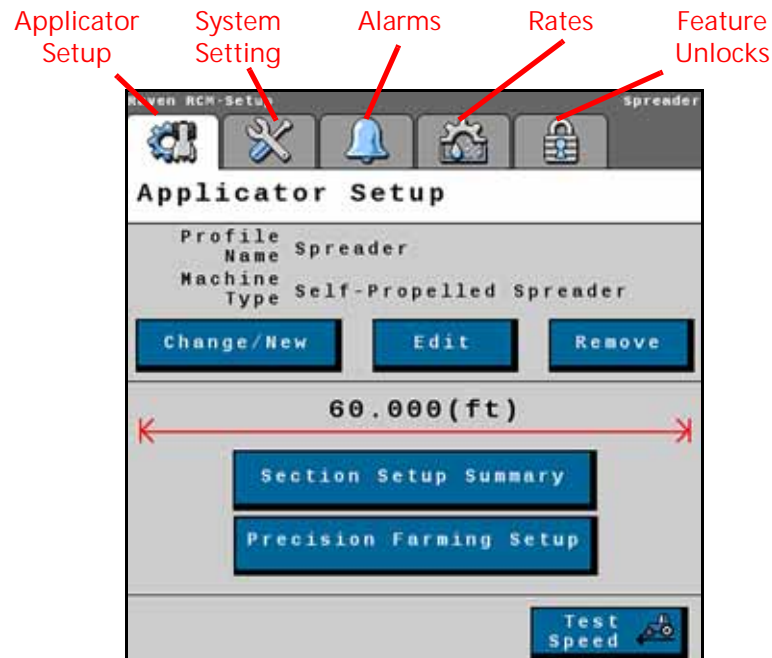 Applicator System Alarms Rates Feature
Setup Setting Unlocks
Raven RCM-Setup Spreader
Applicator Setup
Profile
Name Spreader
Machine
Type Self-Propelled Spreader
Change/New Edit Remove
60.000(ft)
Section Setup Summary
Precision Farming Setup
Test
Speed